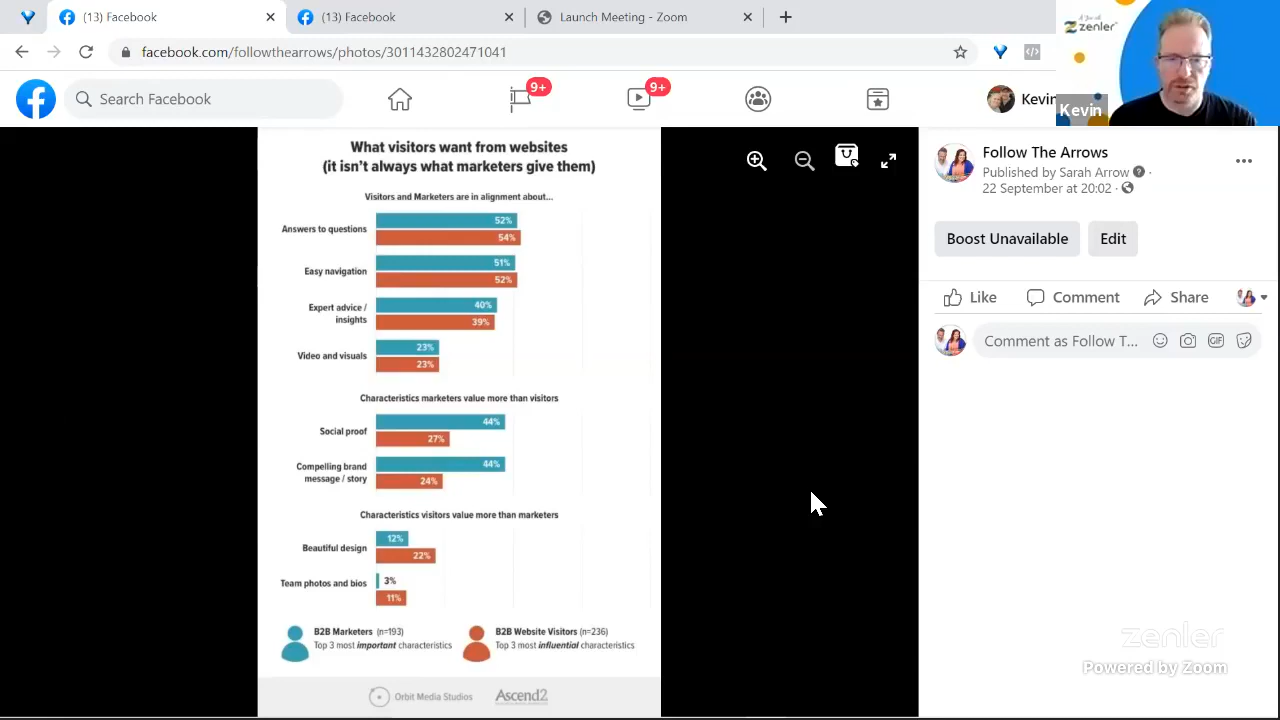 (13) Facebook
(13) Facebook
Launch Meeting - Zoom
facebook.com/followthearrows/photos/3011432802471041
A Year with
zenler
Kevin
Search Facebook
9+
9+
Kevin
What visitors want from websites
(it isn't always what marketers give them)
Visitors and Marketers are in alignment about...
Answers to questions
52%
54%
Easy navigation
51%
52%
Expert advice /
insights
40%
39%
Video and visuals
23%
23%
Characteristics marketers value more than visitors
Social proof
44%
27%
Compelling brand
message / story
44%
24%
Characteristics visitors value more than marketers
Beautiful design
12%
22%
Team photos and bios
3%
11%
B2B Marketers (n=193)
Top 3 most important characteristics
B2B Website Visitors (n=236)
Top 3 most influential characteristics
Orbit Media Studios
Ascend2
Follow The Arrows
Published by Sarah Arrow
22 September at 20:02
Boost Unavailable
Edit
Like
Comment
Share
Comment as Follow T...
GIF
zenler
Powered by Zoom